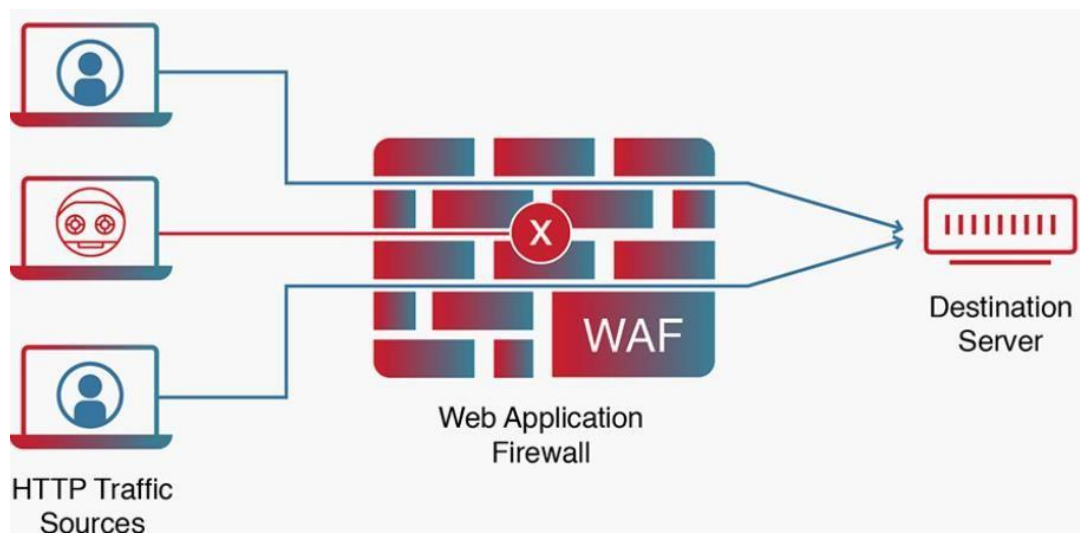 X
WAF
Web Application
Firewall
Destination
Server
HTTP Traffic
Sources